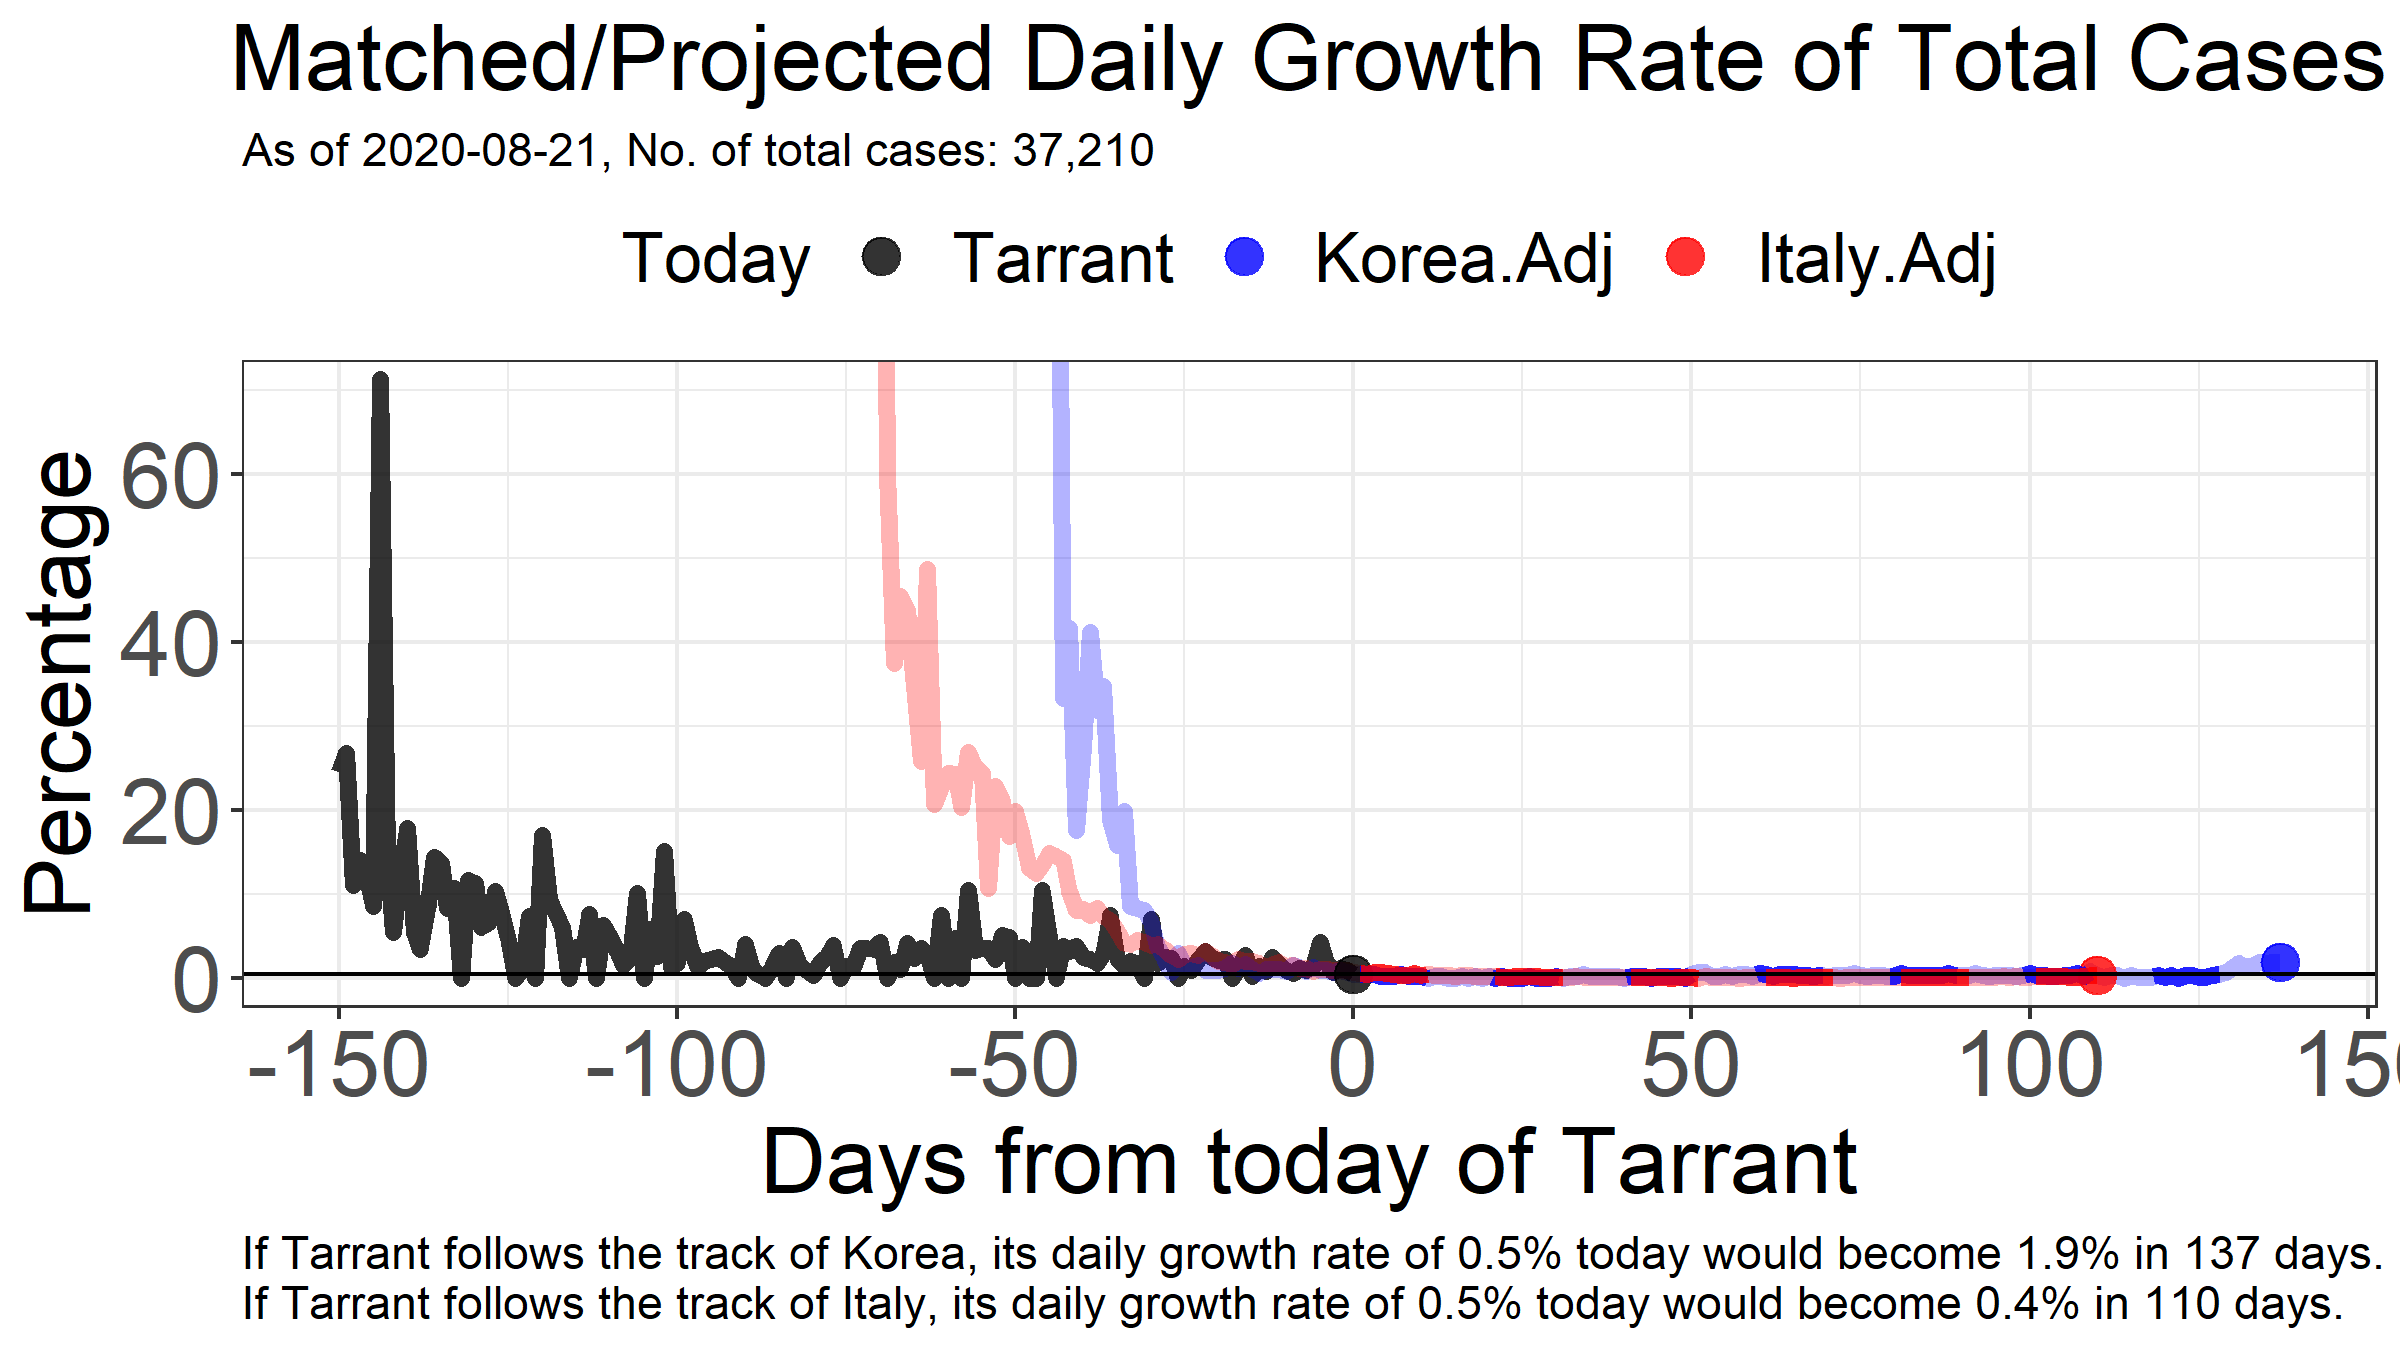 Matched/Projected Daily Growth Rate of Total Cases
As of 2020-08-21, No. of total cases: 37,210
Today Tarrant Korea.Adj Italy.Adj
Percentage
60
40
20
0
-150 -100 -50 0 50 100 150
Days from today of Tarrant
If Tarrant follows the track of Korea, its daily growth rate of 0.5% today would become 1.9% in 137 days.
If Tarrant follows the track of Italy, its daily growth rate of 0.5% today would become 0.4% in 110 days.